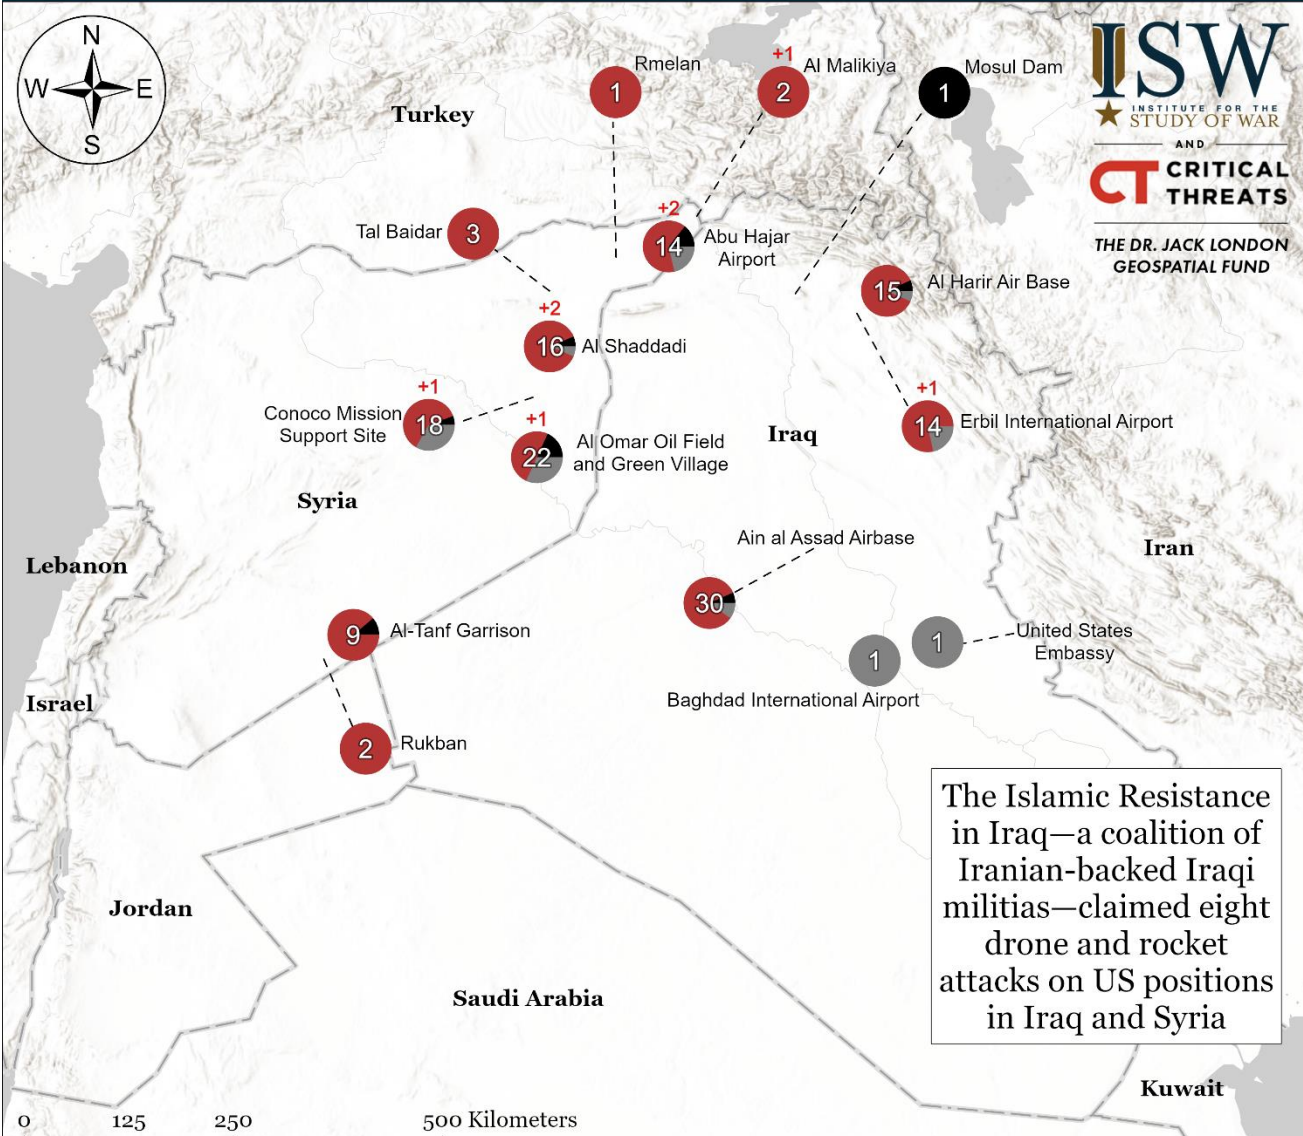 N
W
E
S
Turkey
1
Rmelan
+1
2
Al Malikiya
1
Mosul Dam
ISW
INSTITUTE FOR THE
STUDY OF WAR
AND
CT
CRITICAL
THREATS
THE DR. JACK LONDON
GEOSPATIAL FUND
Tal Baidar
3
+2
14
Abu Hajar
Airport
15
Al Harir Air Base
+2
16
Al Shaddadi
+1
Conoco Mission
Support Site
18
+1
22
Al Omar Oil Field
and Green Village
Iraq
+1
14
Erbil International Airport
Syria
Ain al Assad Airbase
30
Iran
Lebanon
9
Al-Tanf Garrison
1
United States
Embassy
1
Baghdad International Airport
Israel
2
Rukban
The Islamic Resistance
in Iraq—a coalition of
Iranian-backed Iraqi
militias—claimed eight
drone and rocket
attacks on US positions
in Iraq and Syria
Jordan
Saudi Arabia
Kuwait
0
125
250
500 Kilometers